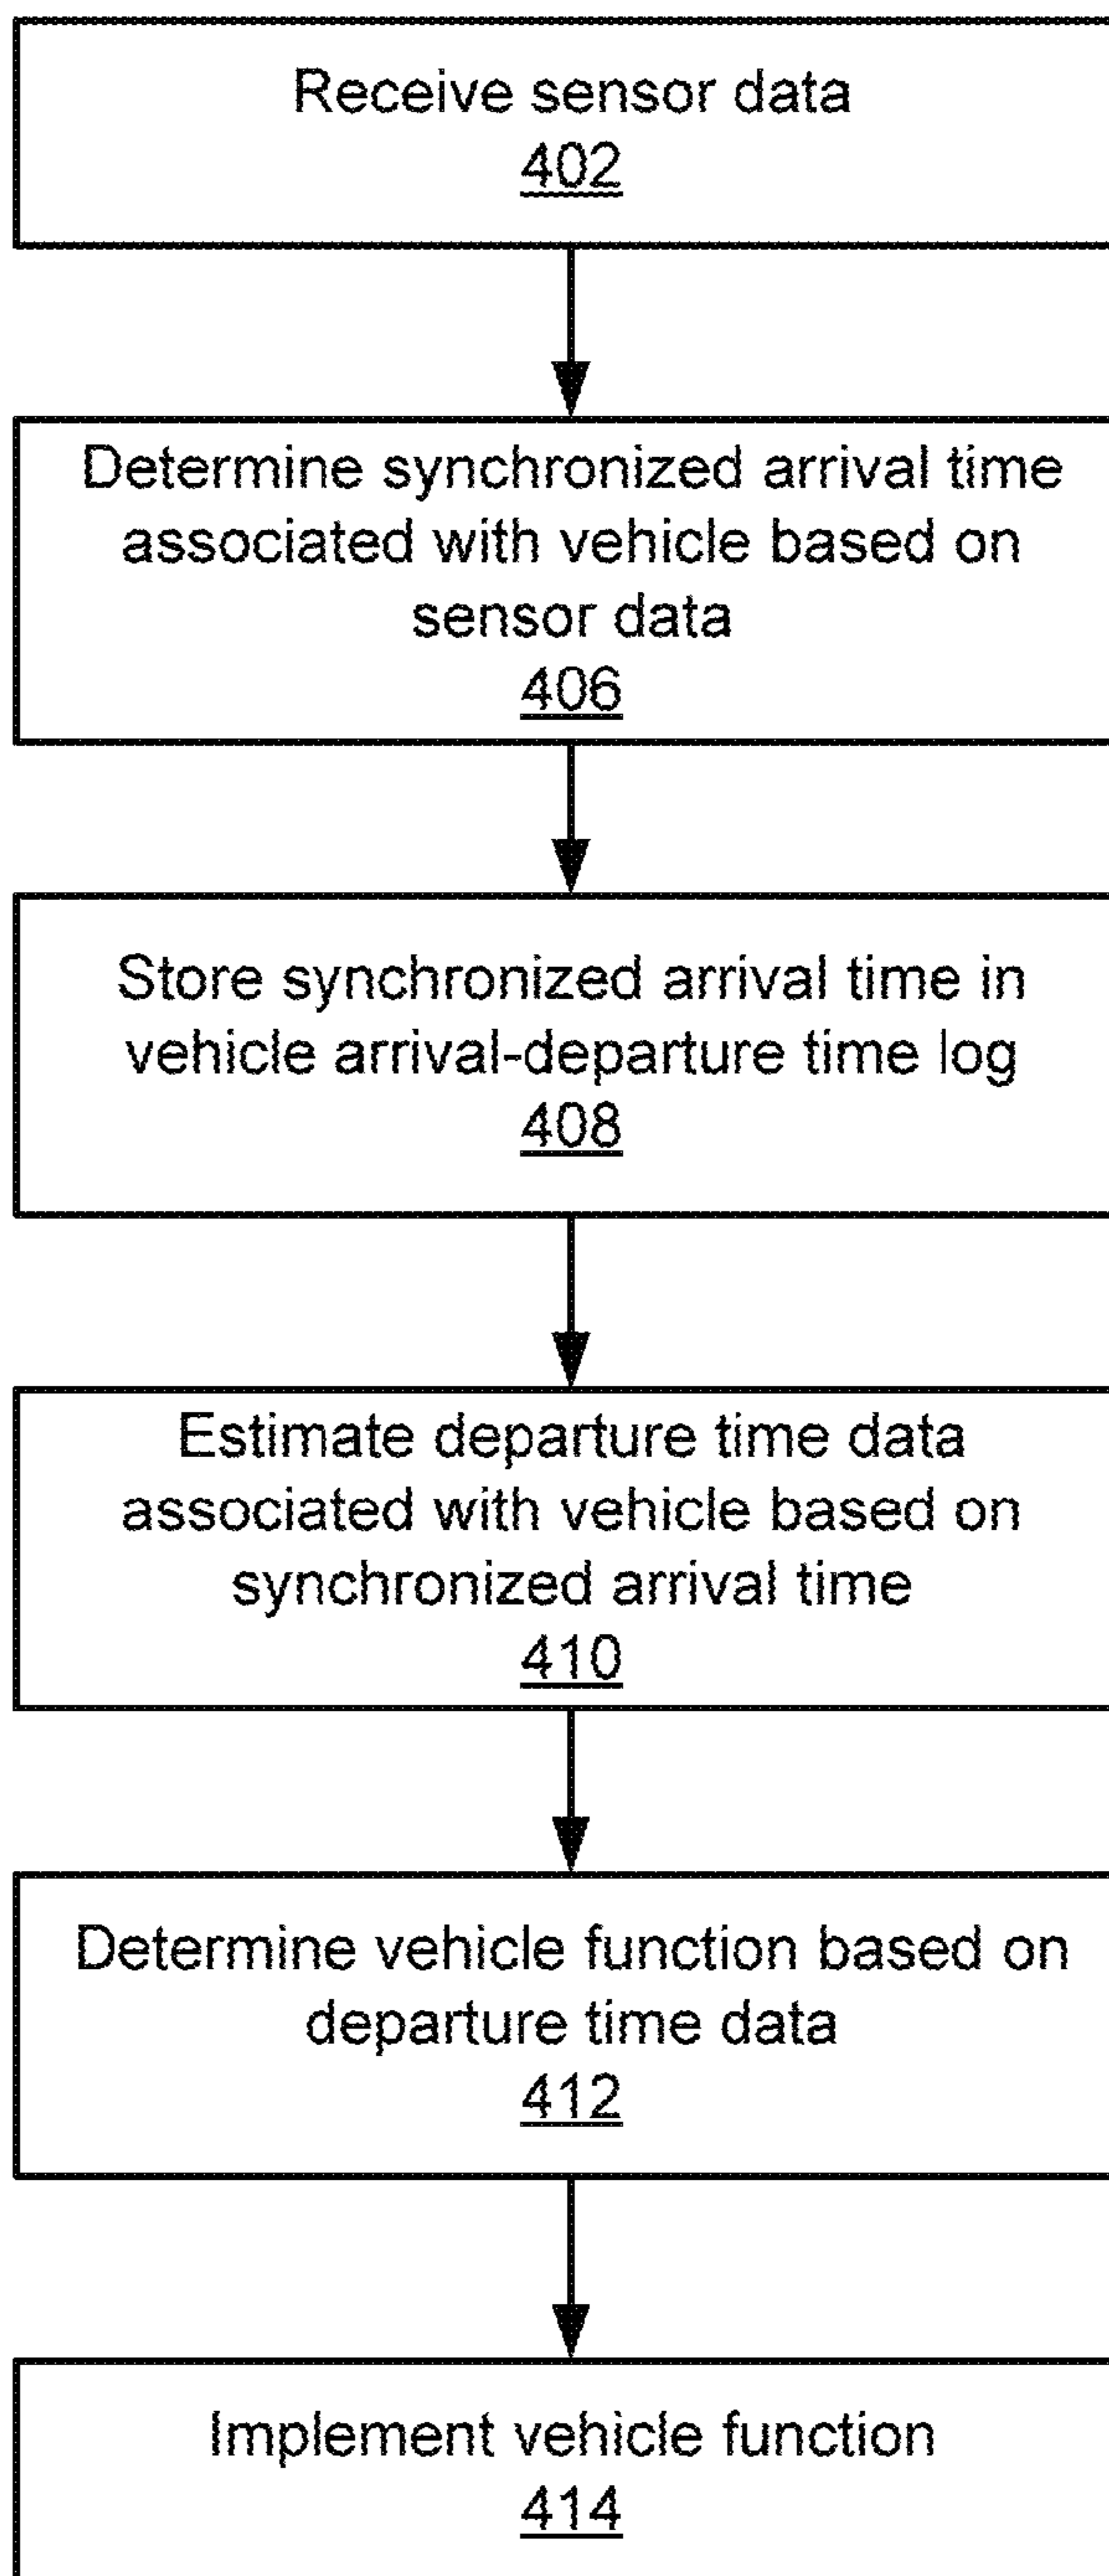 Receive sensor data
402
Determine synchronized arrival time
associated with vehicle based on
sensor data
406
Store synchronized arrival time in
vehicle arrival-departure time log
408
Estimate departure time data
associated with vehicle based on
synchronized arrival time
410
Determine vehicle function based on
departure time data
412
Implement vehicle function
414